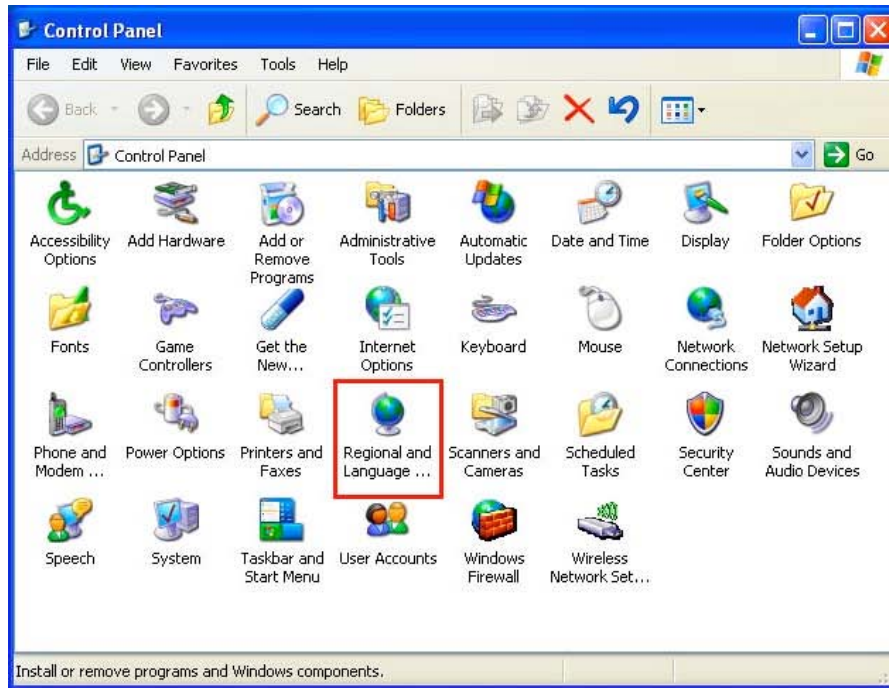 Control Panel
File Edit View Favorites Tools Help
Back Search Folders
Address Control Panel Go
Accessibility Options
Add Hardware
Add or Remove Programs
Administrative Tools
Automatic Updates
Date and Time
Display
Folder Options
Fonts
Game Controllers
Get the New...
Internet Options
Keyboard
Mouse
Network Connections
Network Setup Wizard
Phone and Modem ...
Power Options
Printers and Faxes
Regional and Language ...
Scanners and Cameras
Scheduled Tasks
Security Center
Sounds and Audio Devices
Speech
System
Taskbar and Start Menu
User Accounts
Windows Firewall
Wireless Network Set...
Install or remove programs and Windows components.